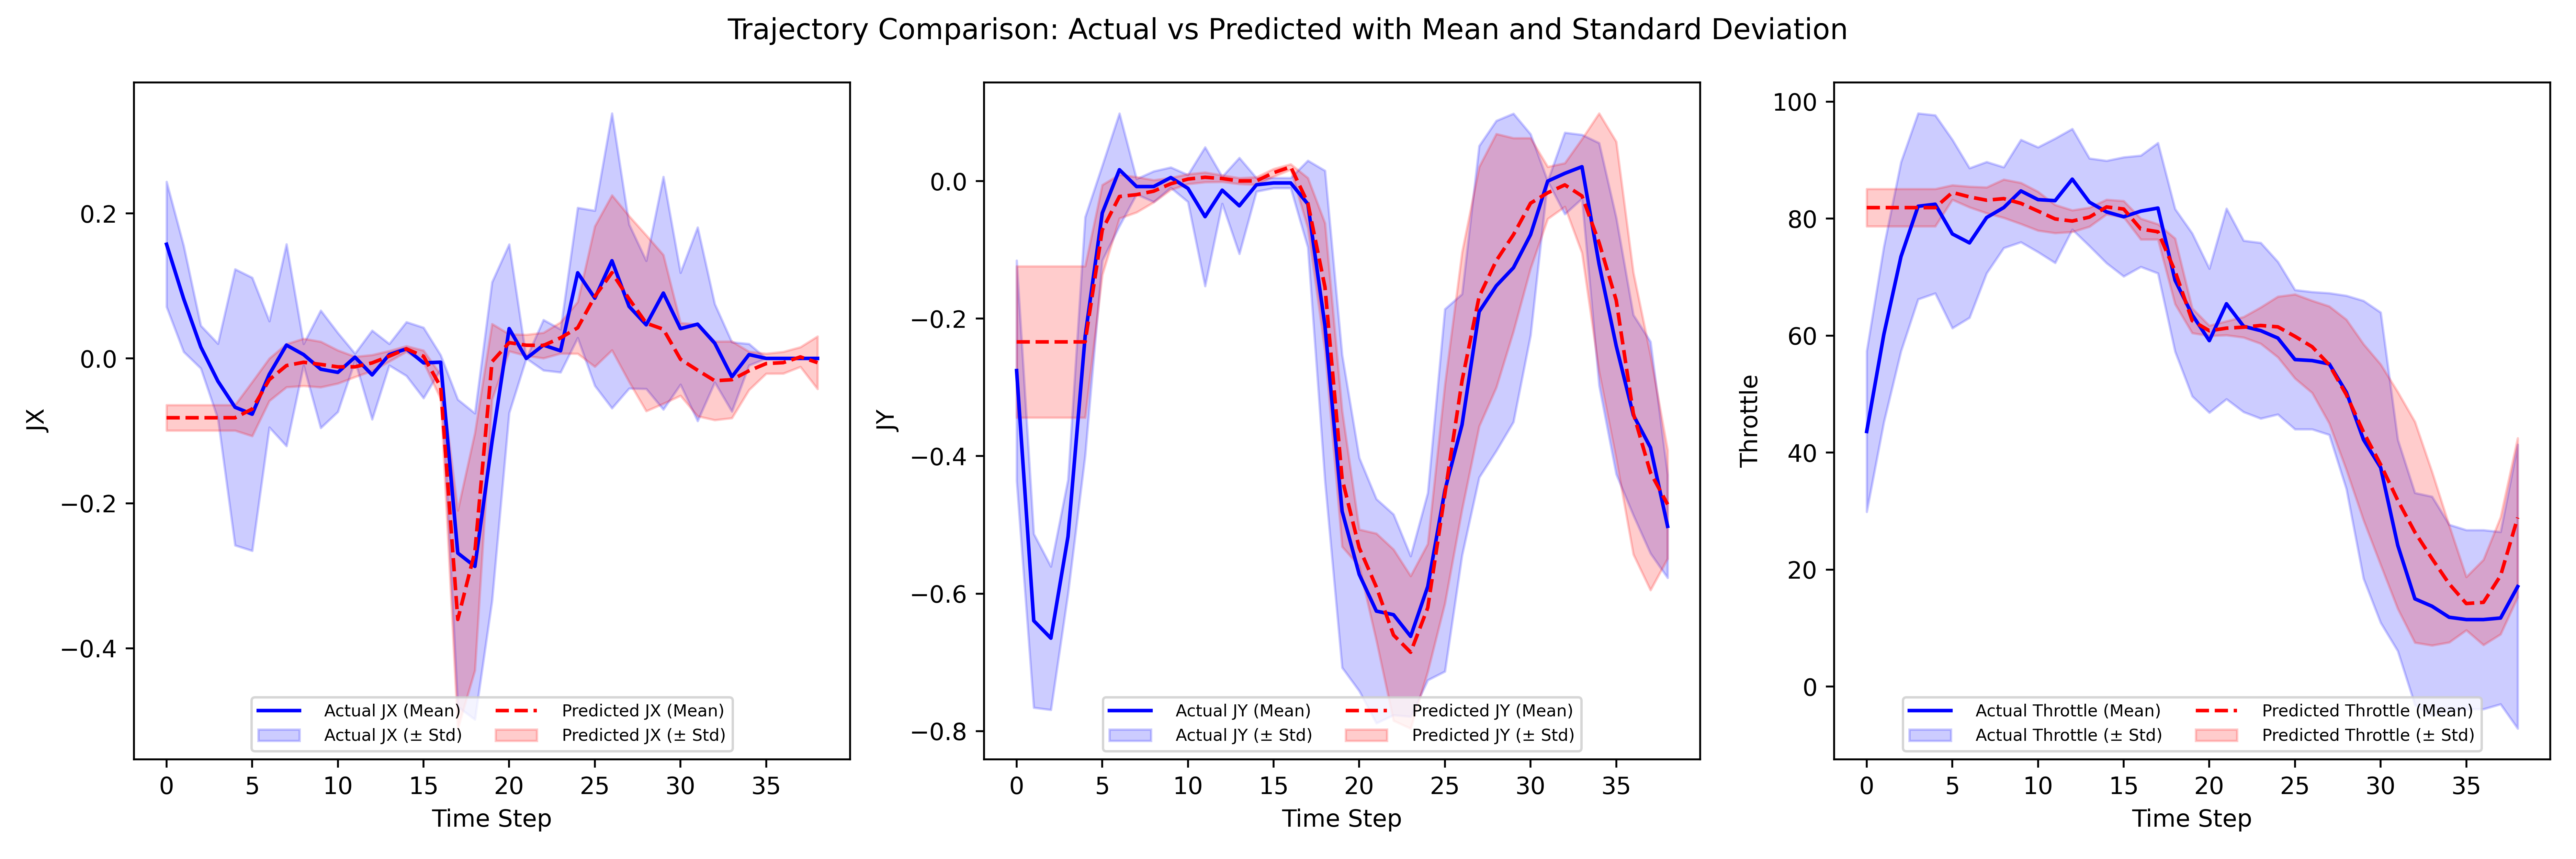 Trajectory Comparison: Actual vs Predicted with Mean and Standard Deviation
JX
0.2
0.0
−0.2
−0.4
0 5 10 15 20 25 30 35
Time Step
Actual JX (Mean)
Actual JX (± Std)
Predicted JX (Mean)
Predicted JX (± Std)
JY
0.0
−0.2
−0.4
−0.6
−0.8
0 5 10 15 20 25 30 35
Time Step
Actual JY (Mean)
Actual JY (± Std)
Predicted JY (Mean)
Predicted JY (± Std)
Throttle
100
80
60
40
20
0
0 5 10 15 20 25 30 35
Time Step
Actual Throttle (Mean)
Actual Throttle (± Std)
Predicted Throttle (Mean)
Predicted Throttle (± Std)